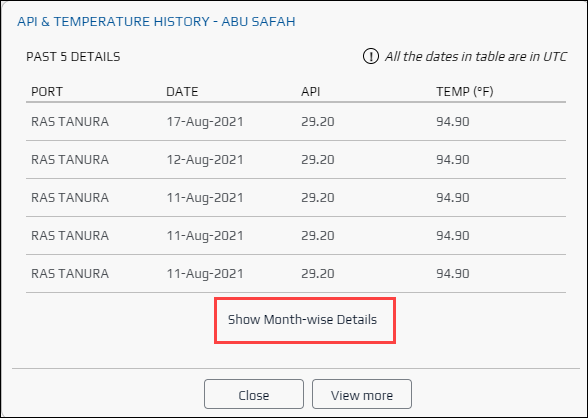 API & TEMPERATURE HISTORY - ABU SAFAH
PAST 5 DETAILS All the dates in table are in UTC
PORT DATE API TEMP (°F)
RAS TANURA 17-Aug-2021 29.20 94.90
RAS TANURA 12-Aug-2021 29.20 94.90
RAS TANURA 11-Aug-2021 29.20 94.90
RAS TANURA 11-Aug-2021 29.20 94.90
RAS TANURA 11-Aug-2021 29.20 94.90
Show Month-wise Details
Close View more